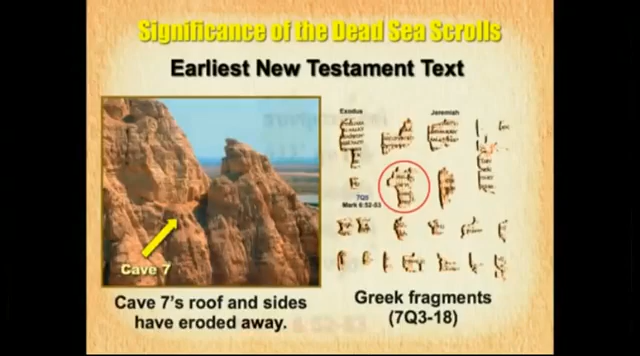 Significance of the Dead Sea Scrolls
Earliest New Testament Text
Exodus
Jeremiah
Mark 6:52-53
Cave 7
Cave 7's roof and sides
have eroded away.
Greek fragments
(7Q3-18)